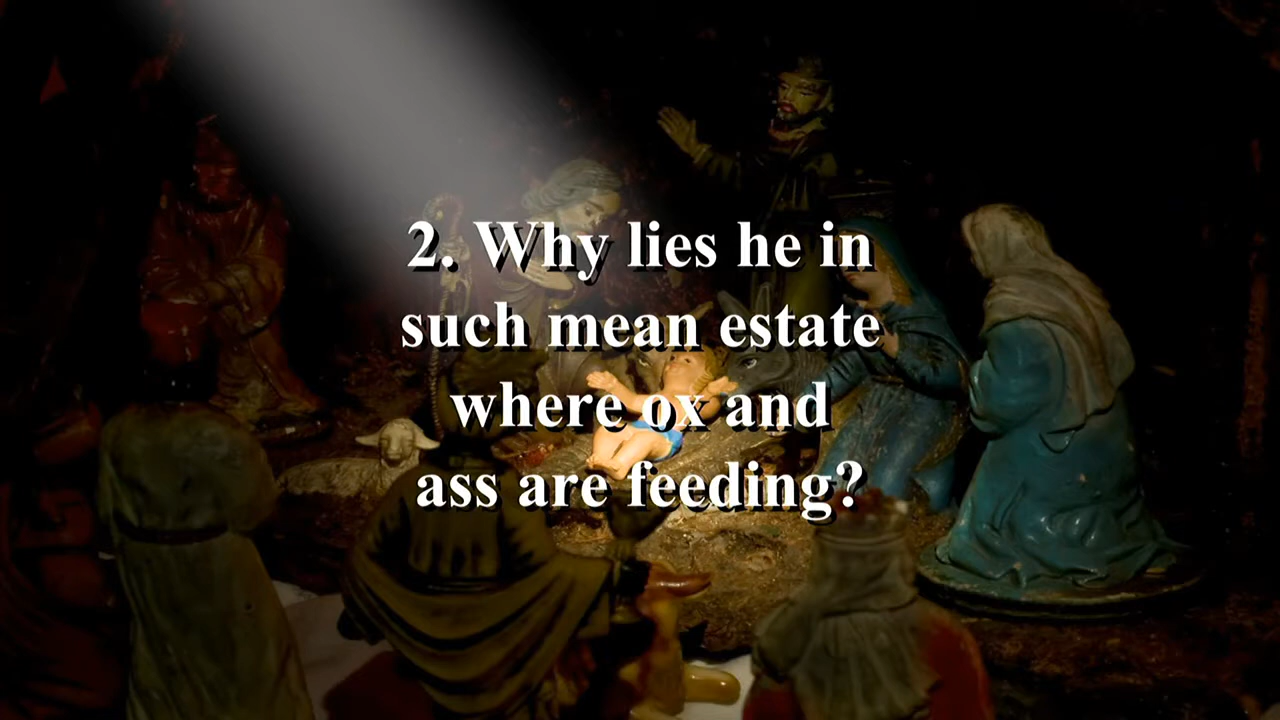 2. Why lies he in
such mean estate
where ox and
ass are feeding?